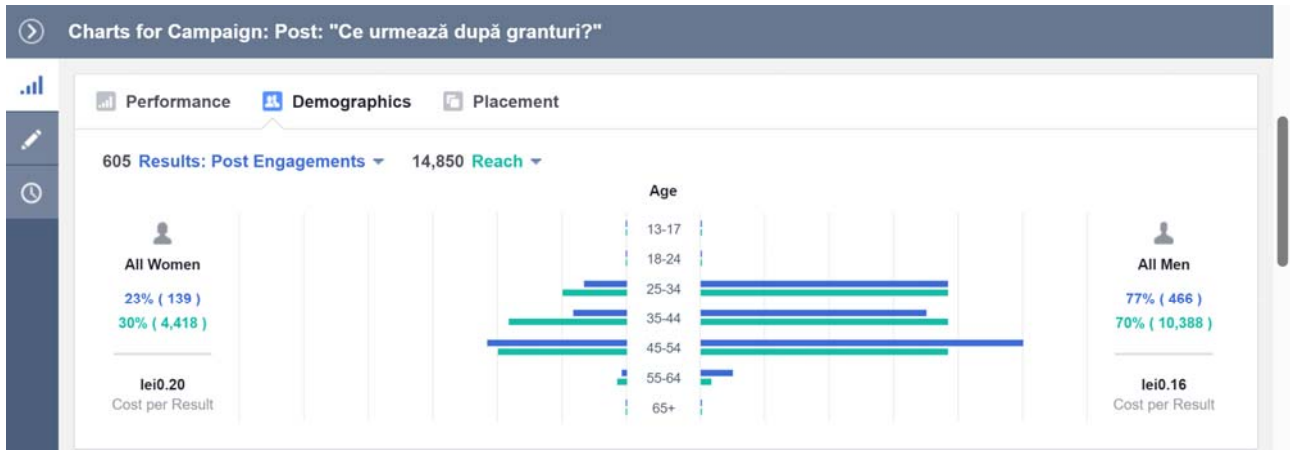 Charts for Campaign: Post: "Ce urmează după granturi?"
Performance Demographics Placement
605 Results: Post Engagements 14,850 Reach
Age
13-17
18-24
25-34
35-44
45-54
55-64
65+
All Women
23% ( 139 )
30% ( 4,418 )
lei0.20
Cost per Result
All Men
77% ( 466 )
70% ( 10,388 )
lei0.16
Cost per Result